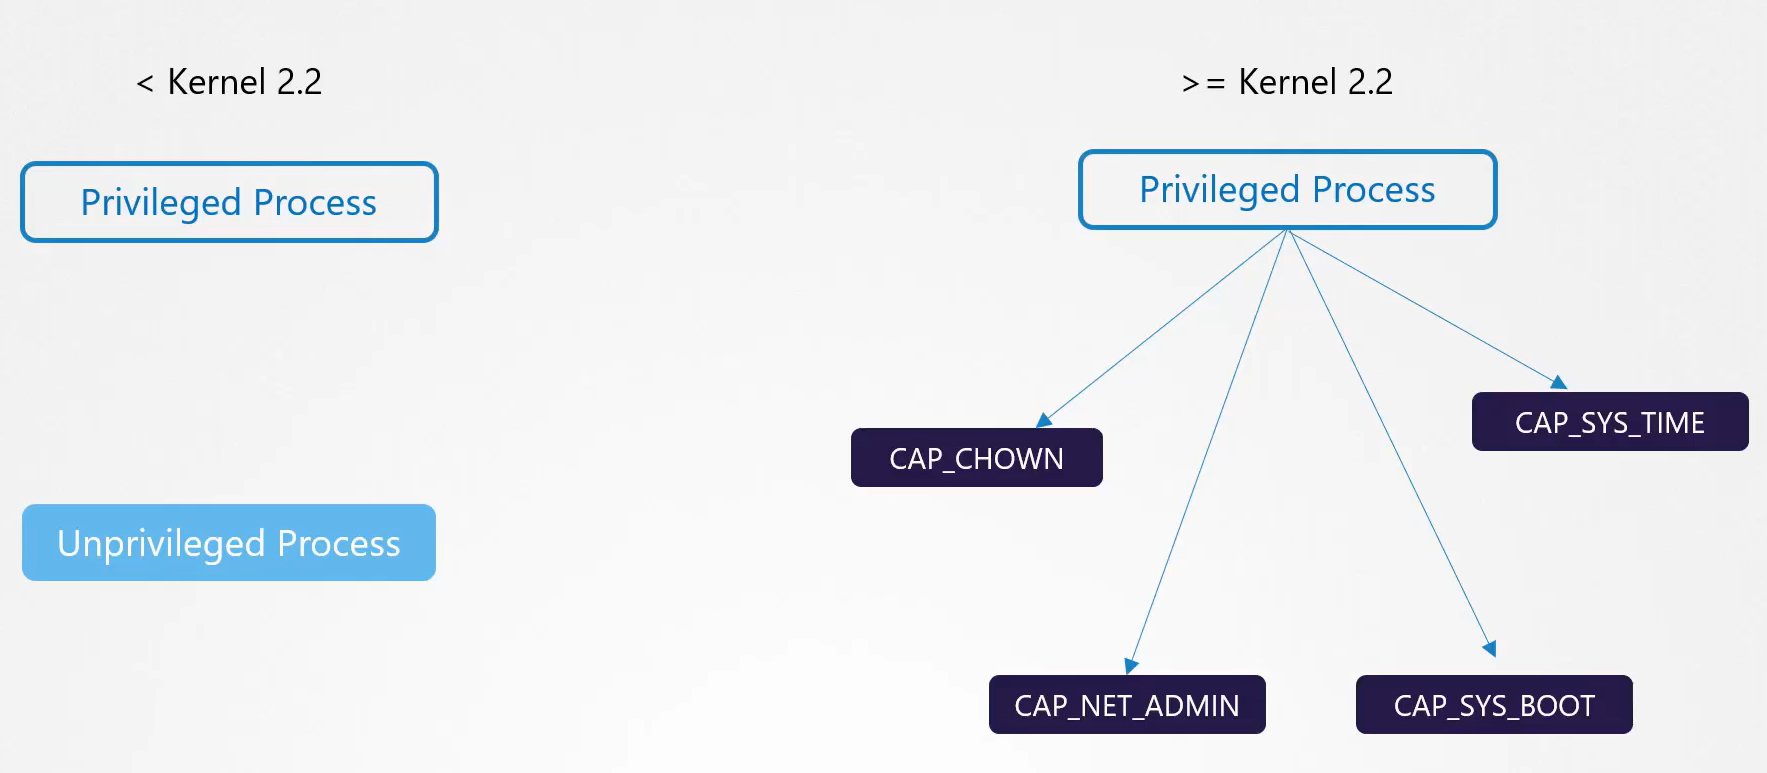 < Kernel 2.2
Privileged Process
Unprivileged Process
>= Kernel 2.2
Privileged Process
CAP_CHOWN
CAP_SYS_TIME
CAP_NET_ADMIN
CAP_SYS_BOOT